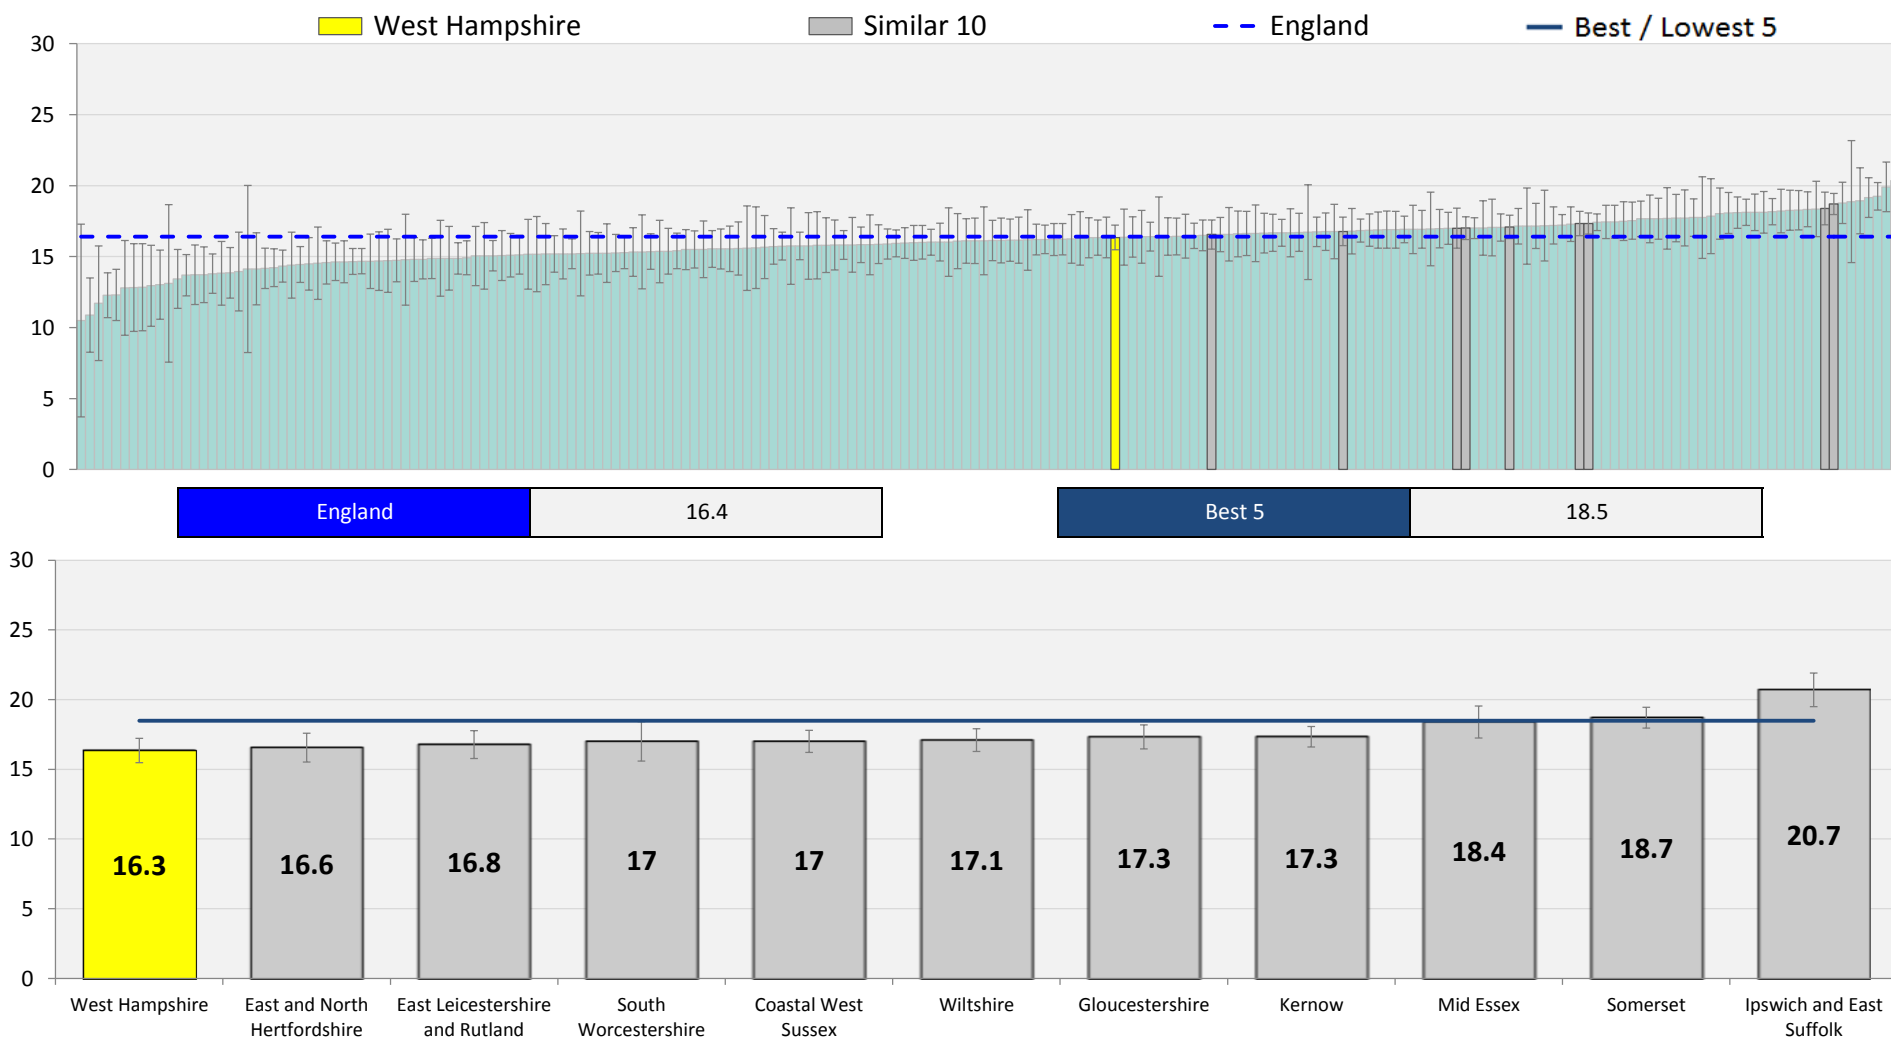 West Hampshire Similar 10 England Best / Lowest 5
30
25
20
15
10
5
0
England 16.4 Best 5 18.5
30
25
20
15
10
5
0
16.3 16.6 16.8 17 17 17.1 17.3 17.3 18.4 18.7 20.7
West Hampshire East and North East Leicestershire South Coastal West Wiltshire Gloucestershire Kernow Mid Essex Somerset Ipswich and East
Hertfordshire and Rutland Worcestershire Sussex Suffolk